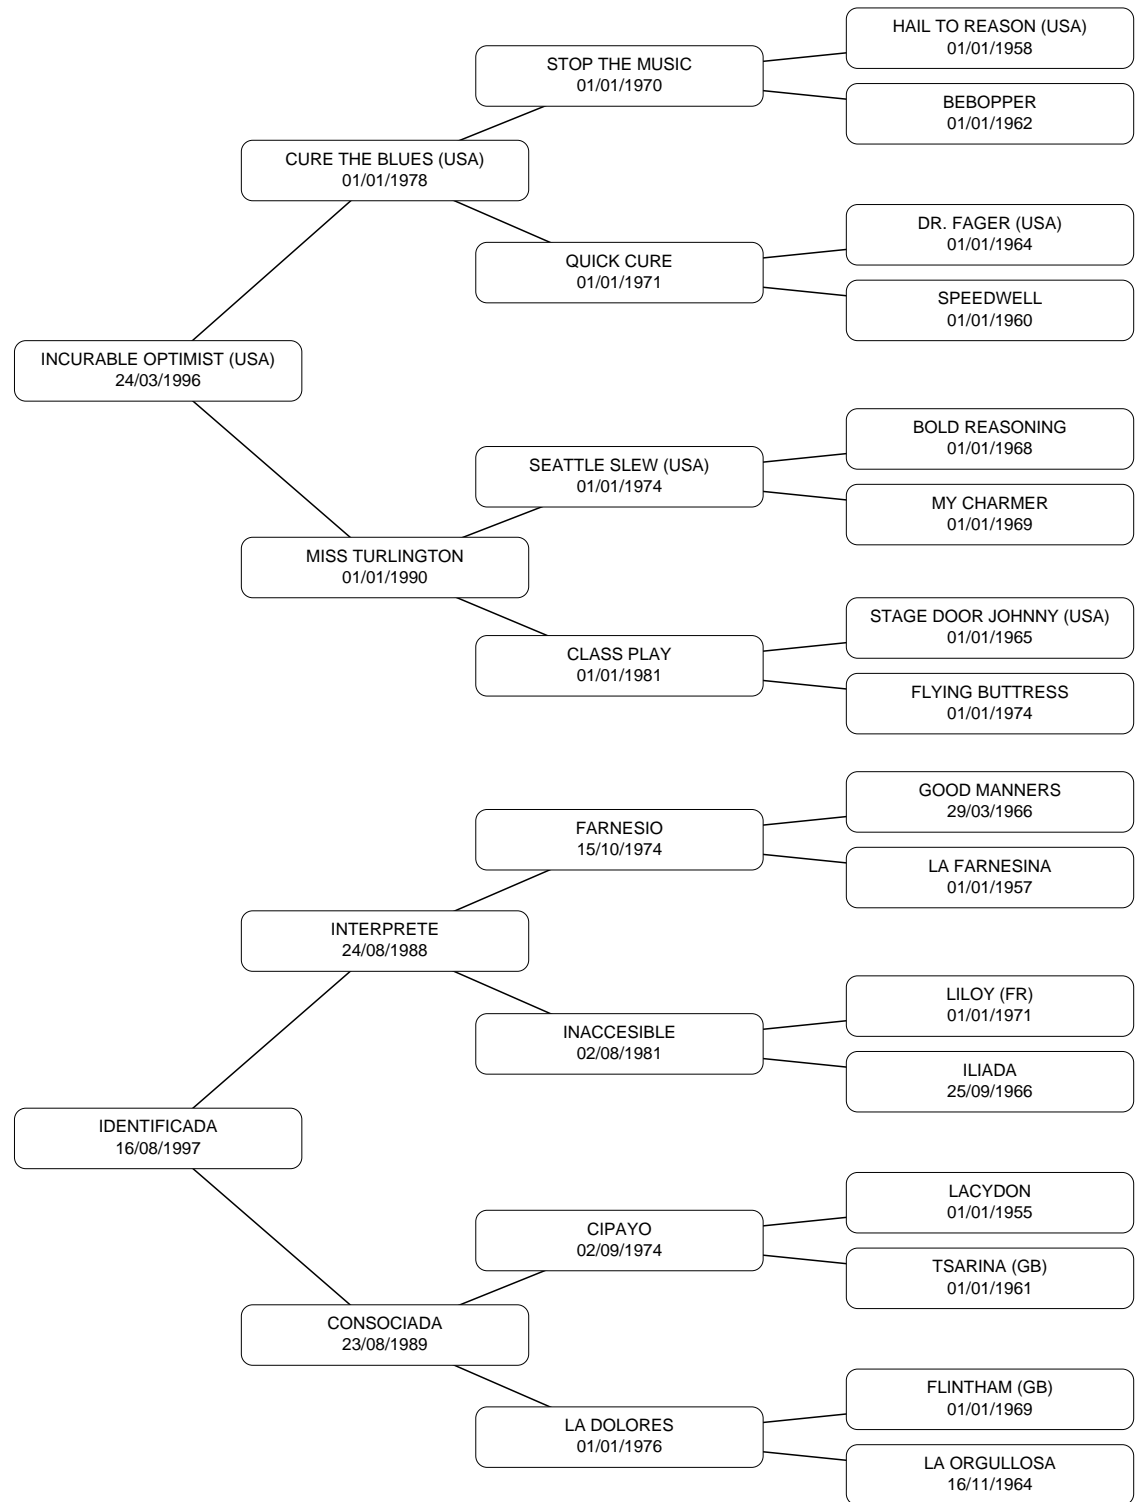 HAIL TO REASON (USA)
01/01/1958
STOP THE MUSIC
01/01/1970
BEBOPPER
01/01/1962
CURE THE BLUES (USA)
01/01/1978
DR. FAGER (USA)
01/01/1964
QUICK CURE
01/01/1971
SPEEDWELL
01/01/1960
INCURABLE OPTIMIST (USA)
24/03/1996
BOLD REASONING
01/01/1968
SEATTLE SLEW (USA)
01/01/1974
MY CHARMER
01/01/1969
MISS TURLINGTON
01/01/1990
STAGE DOOR JOHNNY (USA)
01/01/1965
CLASS PLAY
01/01/1981
FLYING BUTTRESS
01/01/1974
GOOD MANNERS
29/03/1966
FARNESIO
15/10/1974
LA FARNESINA
01/01/1957
INTERPRETE
24/08/1988
LILOY (FR)
01/01/1971
INACCESIBLE
02/08/1981
ILIADA
25/09/1966
IDENTIFICADA
16/08/1997
LACYDON
01/01/1955
CIPAYO
02/09/1974
TSARINA (GB)
01/01/1961
CONSOCIADA
23/08/1989
FLINTHAM (GB)
01/01/1969
LA DOLORES
01/01/1976
LA ORGULLOSA
16/11/1964